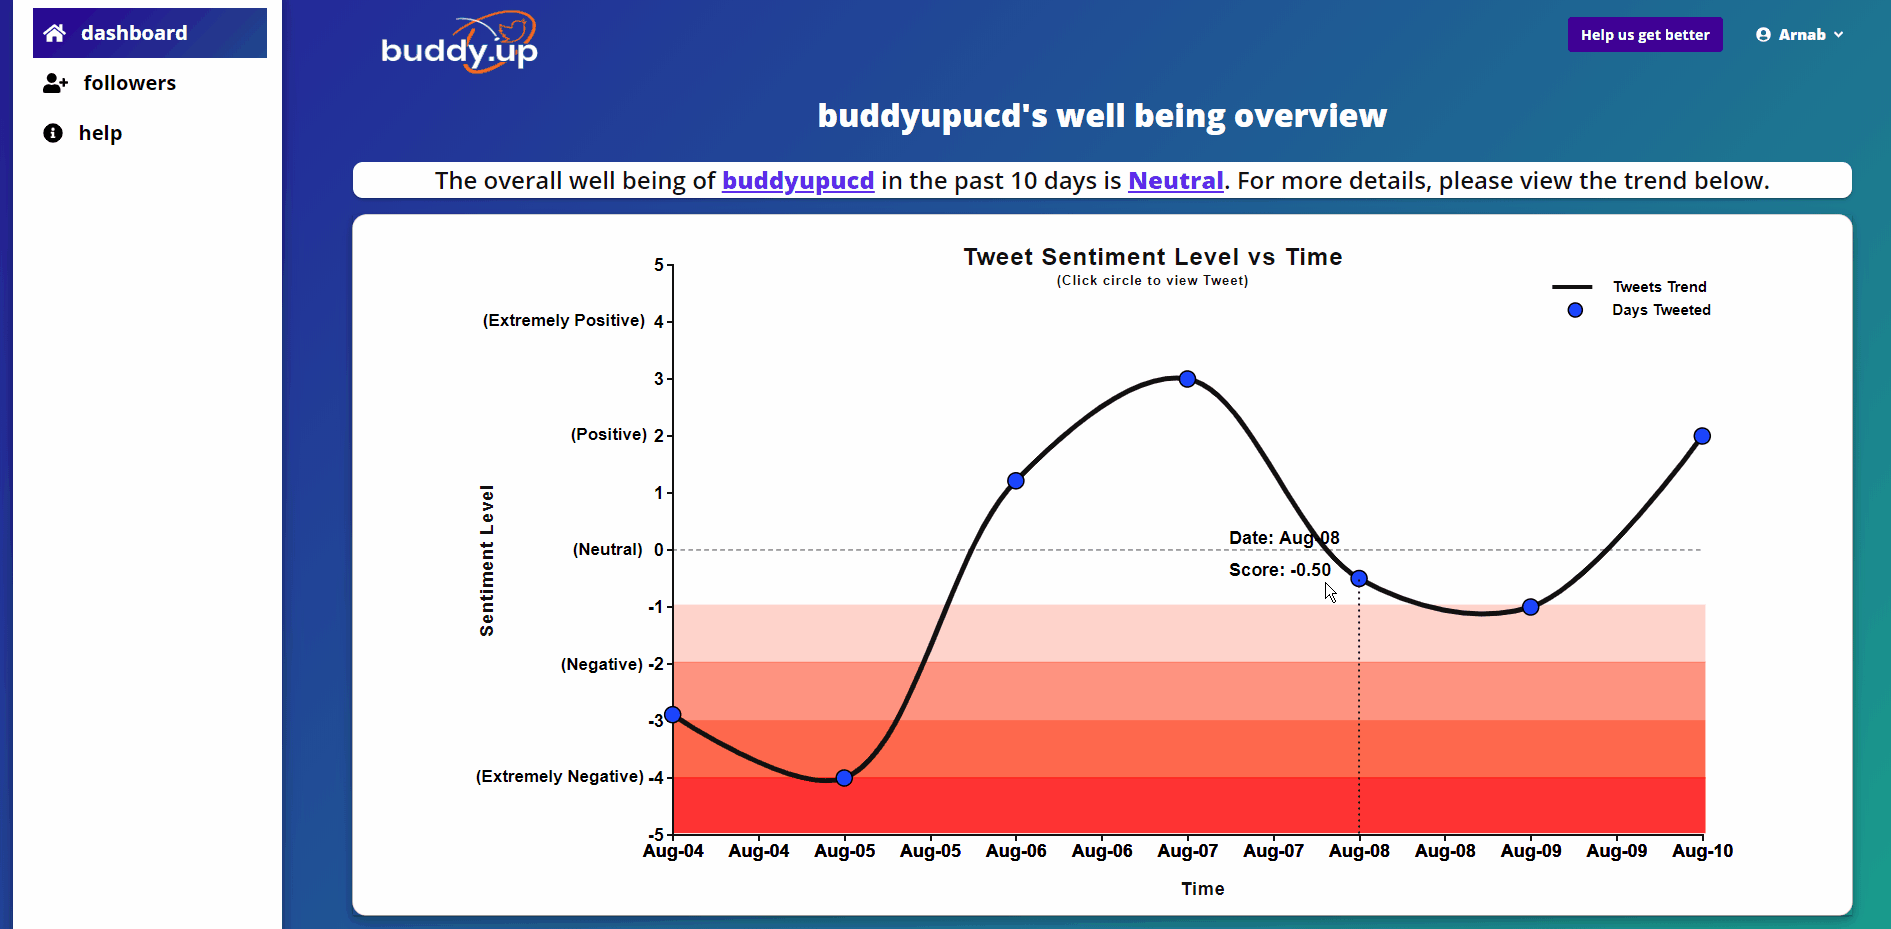 dashboard
followers
help
buddy.up
Help us get better
Arnab
buddyupucd's well being overview
The overall well being of buddyupucd in the past 10 days is Neutral. For more details, please view the trend below.
Tweet Sentiment Level vs Time
(Click circle to view Tweet)
Tweets Trend
Days Tweeted
5
(Extremely Positive) 4
3
(Positive) 2
1
(Neutral) 0
-1
(Negative) -2
-3
(Extremely Negative) -4
-5
Sentiment Level
Date: Aug-08
Score: -0.50
Aug-04 Aug-04 Aug-05 Aug-05 Aug-06 Aug-06 Aug-07 Aug-07 Aug-08 Aug-08 Aug-09 Aug-09 Aug-10
Time